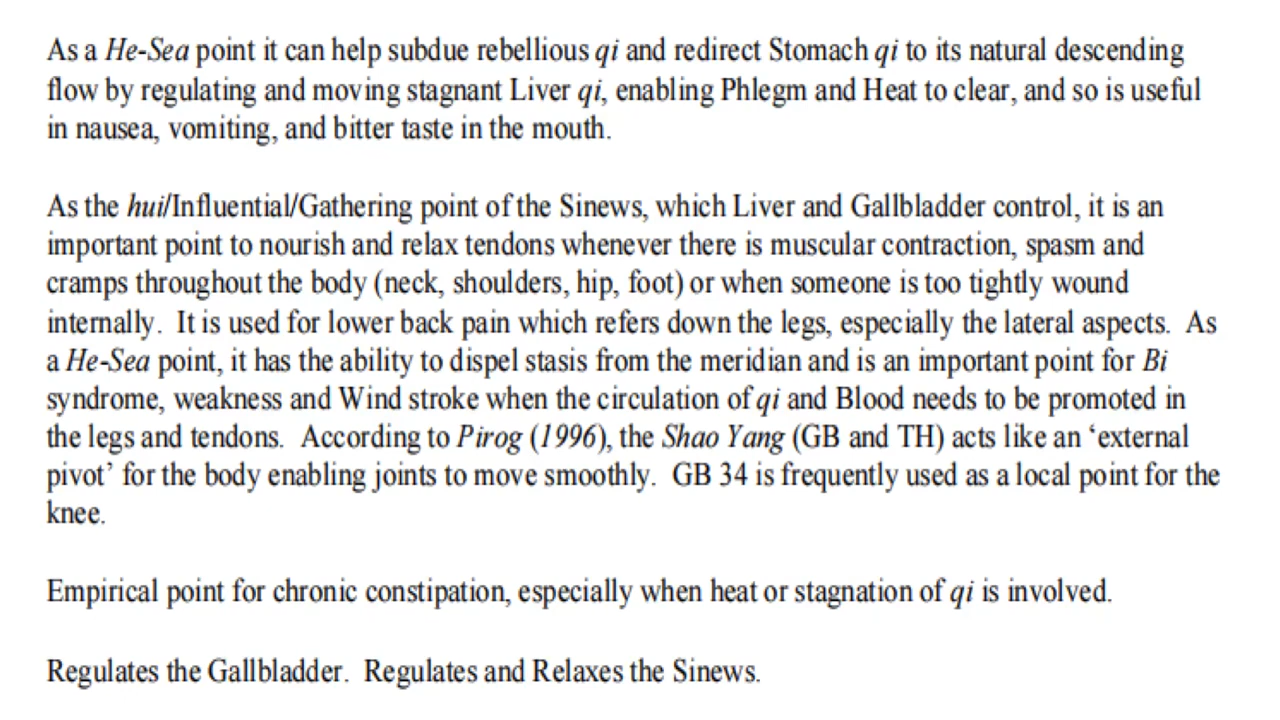 As a He-Sea point it can help subdue rebellious qi and redirect Stomach qi to its natural descending
flow by regulating and moving stagnant Liver qi, enabling Phlegm and Heat to clear, and so is useful
in nausea, vomiting, and bitter taste in the mouth.
As the hui/Influential/Gathering point of the Sinews, which Liver and Gallbladder control, it is an
important point to nourish and relax tendons whenever there is muscular contraction, spasm and
cramps throughout the body (neck, shoulders, hip, foot) or when someone is too tightly wound
internally.  It is used for lower back pain which refers down the legs, especially the lateral aspects.  As
a He-Sea point, it has the ability to dispel stasis from the meridian and is an important point for Bi
syndrome, weakness and Wind stroke when the circulation of qi and Blood needs to be promoted in
the legs and tendons.  According to Pirog (1996), the Shao Yang (GB and TH) acts like an ‘external
pivot’ for the body enabling joints to move smoothly.  GB 34 is frequently used as a local point for the
knee.
Empirical point for chronic constipation, especially when heat or stagnation of qi is involved.
Regulates the Gallbladder.  Regulates and Relaxes the Sinews.